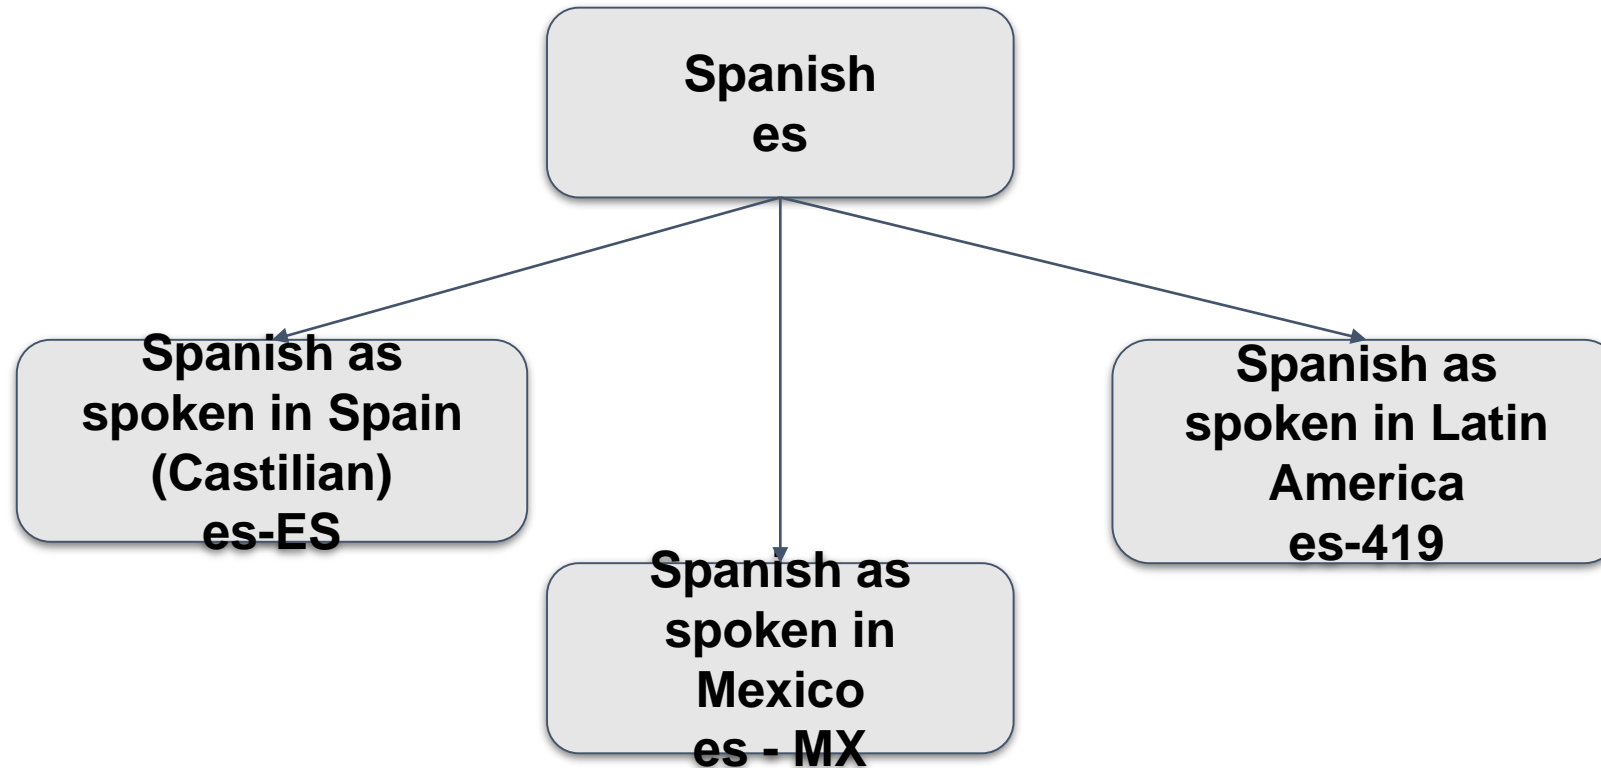 Spanish
es
Spanish as
spoken in Spain
(Castilian)
es-ES
Spanish as
spoken in
Mexico
es - MX
Spanish as
spoken in Latin
America
es-419